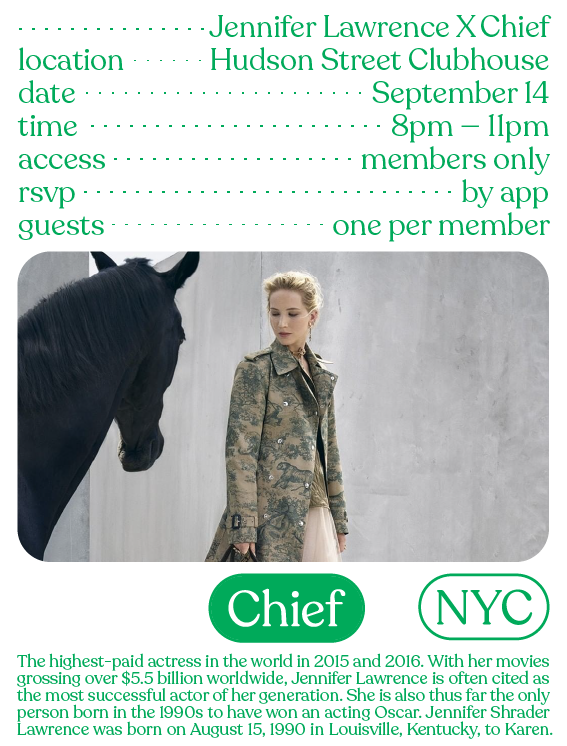 Jennifer Lawrence X Chief
location Hudson Street Clubhouse
date September 14
time 8pm — 11pm
access members only
rsvp by app
guests one per member
Chief NYC
The highest-paid actress in the world in 2015 and 2016. With her movies
grossing over $5.5 billion worldwide, Jennifer Lawrence is often cited as
the most successful actor of her generation. She is also thus far the only
person born in the 1990s to have won an acting Oscar. Jennifer Shrader
Lawrence was born on August 15, 1990 in Louisville, Kentucky, to Karen.